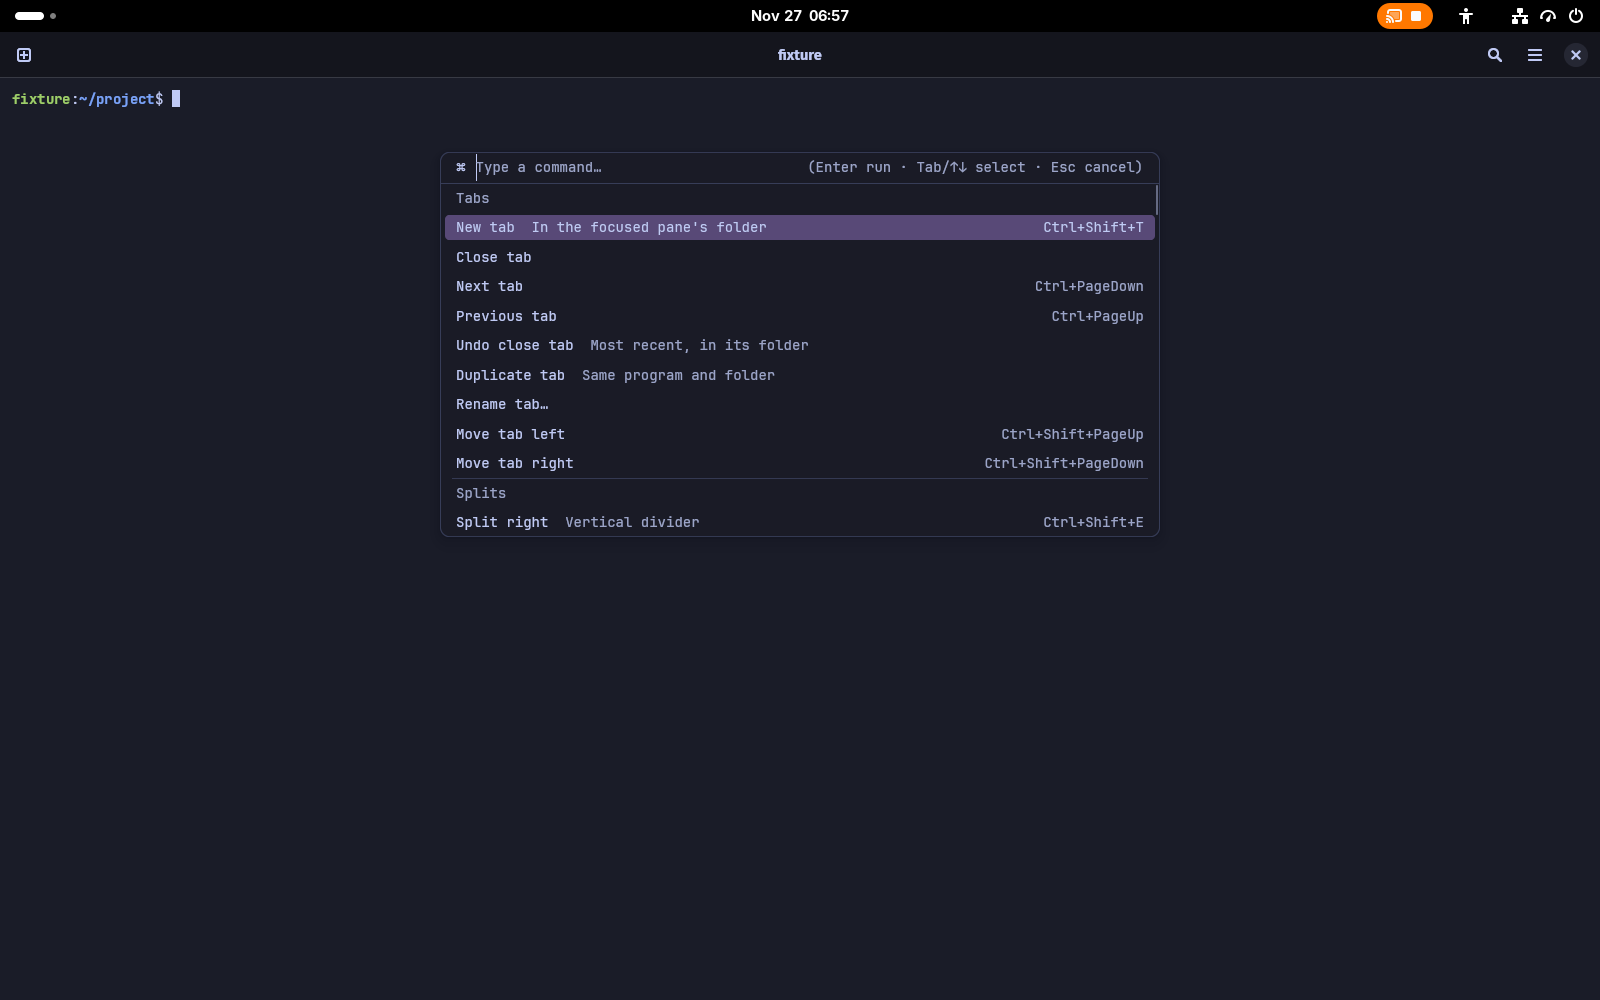 Nov 27 06:57
fixture
fixture:~/project$
⌘ Type a command… (Enter run · Tab/↑↓ select · Esc cancel)
Tabs
New tab In the focused pane's folder Ctrl+Shift+T
Close tab
Next tab Ctrl+PageDown
Previous tab Ctrl+PageUp
Undo close tab Most recent, in its folder
Duplicate tab Same program and folder
Rename tab…
Move tab left Ctrl+Shift+PageUp
Move tab right Ctrl+Shift+PageDown
Splits
Split right Vertical divider Ctrl+Shift+E